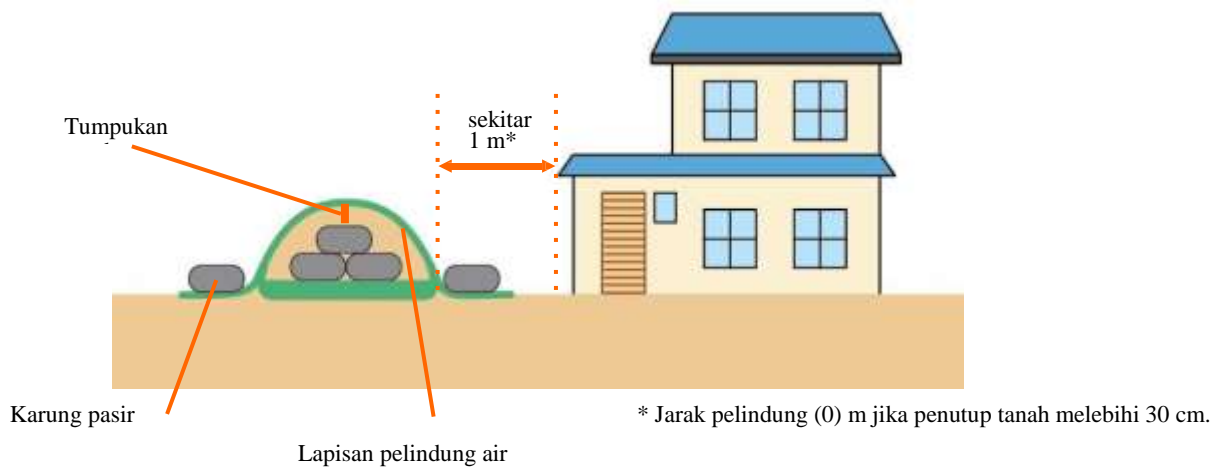 Tumpukan
sekitar
1 m*
Karung pasir
* Jarak pelindung (0) m jika penutup tanah melebihi 30 cm.
Lapisan pelindung air